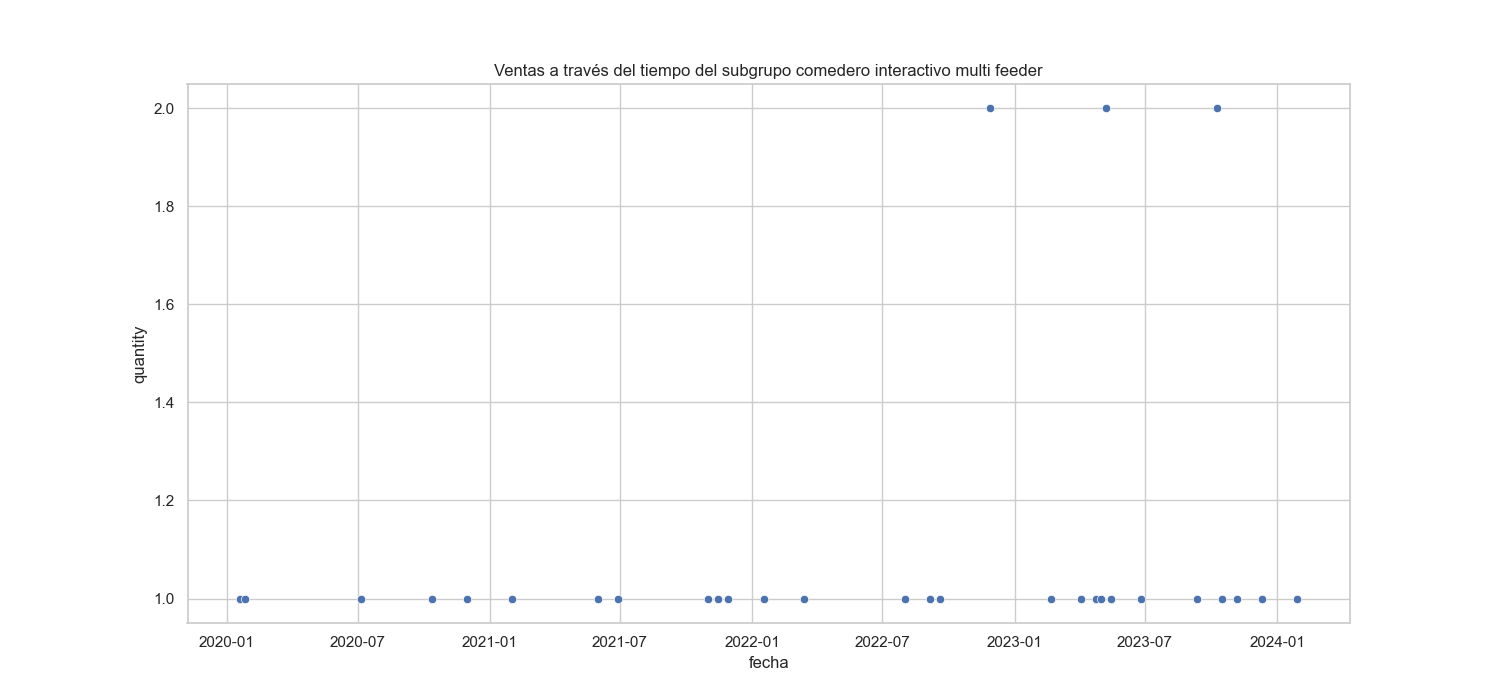 Ventas a través del tiempo del subgrupo comedero interactivo multi feeder
2.0
1.8
1.6
1.4
1.2
1.0
quantity
2020-01 2020-07 2021-01 2021-07 2022-01 2022-07 2023-01 2023-07 2024-01
fecha